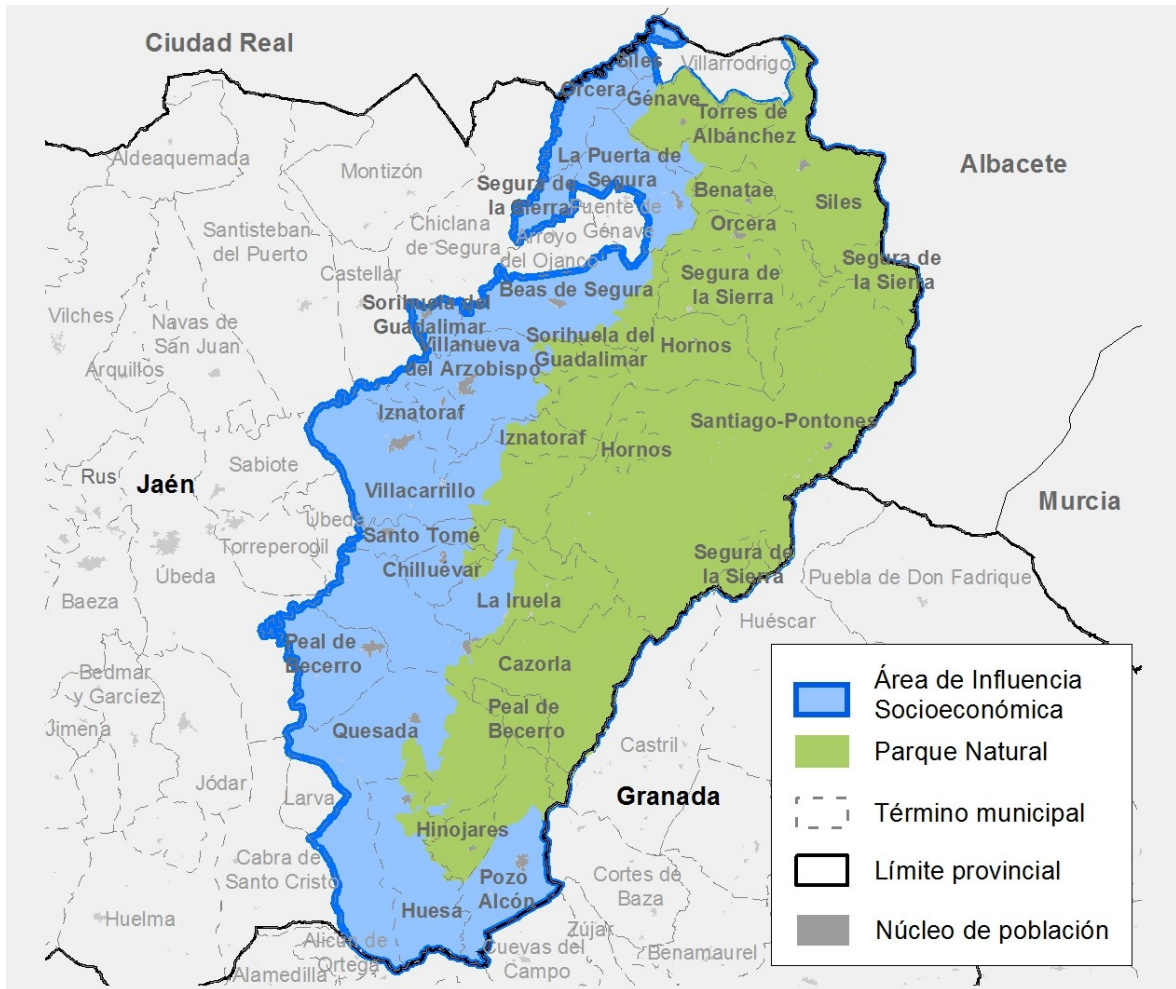 Ciudad Real
Siles
Villarrodrigo
Orcera
Génave
Torres de
Albánchez
Aldeaquemada
Montizón
La Puerta de
Segura
Albacete
Segura de
la Sierra
Benatae
Siles
Fuente de
Génave
Chiclana
de Segura
Orcera
Santisteban
del Puerto
Arroyo
del Ojanco
Castellar
Segura de
la Sierra
Segura de
la Sierra
Beas de Segura
Sorihuela del
Guadalimar
Vilches
Navas de
San Juan
Villanueva
del Arzobispo
Sorihuela del
Guadalimar
Hornos
Arquillos
Iznatoraf
Santiago-Pontones
Iznatoraf
Hornos
Sabiote
Rus
Jaén
Villacarrillo
Murcia
Úbeda
Santo Tomé
Torreperogil
Segura de
la Sierra
Chilluévar
Úbeda
Puebla de Don Fadrique
Baeza
La Iruela
Huéscar
Peal de
Becerro
Cazorla
Bedmar
y Garcíez
Peal de
Becerro
Jimena
Quesada
Castril
Jódar
Larva
Granada
Hinojares
Cabra de
Santo Cristo
Pozo
Alcón
Cortes de
Baza
Huelma
Huesa
Zújar
Alicún de
Ortega
Cuevas del
Campo
Benamaurel
Alamedilla
Área de Influencia
Socioeconómica
Parque Natural
Término municipal
Límite provincial
Núcleo de población